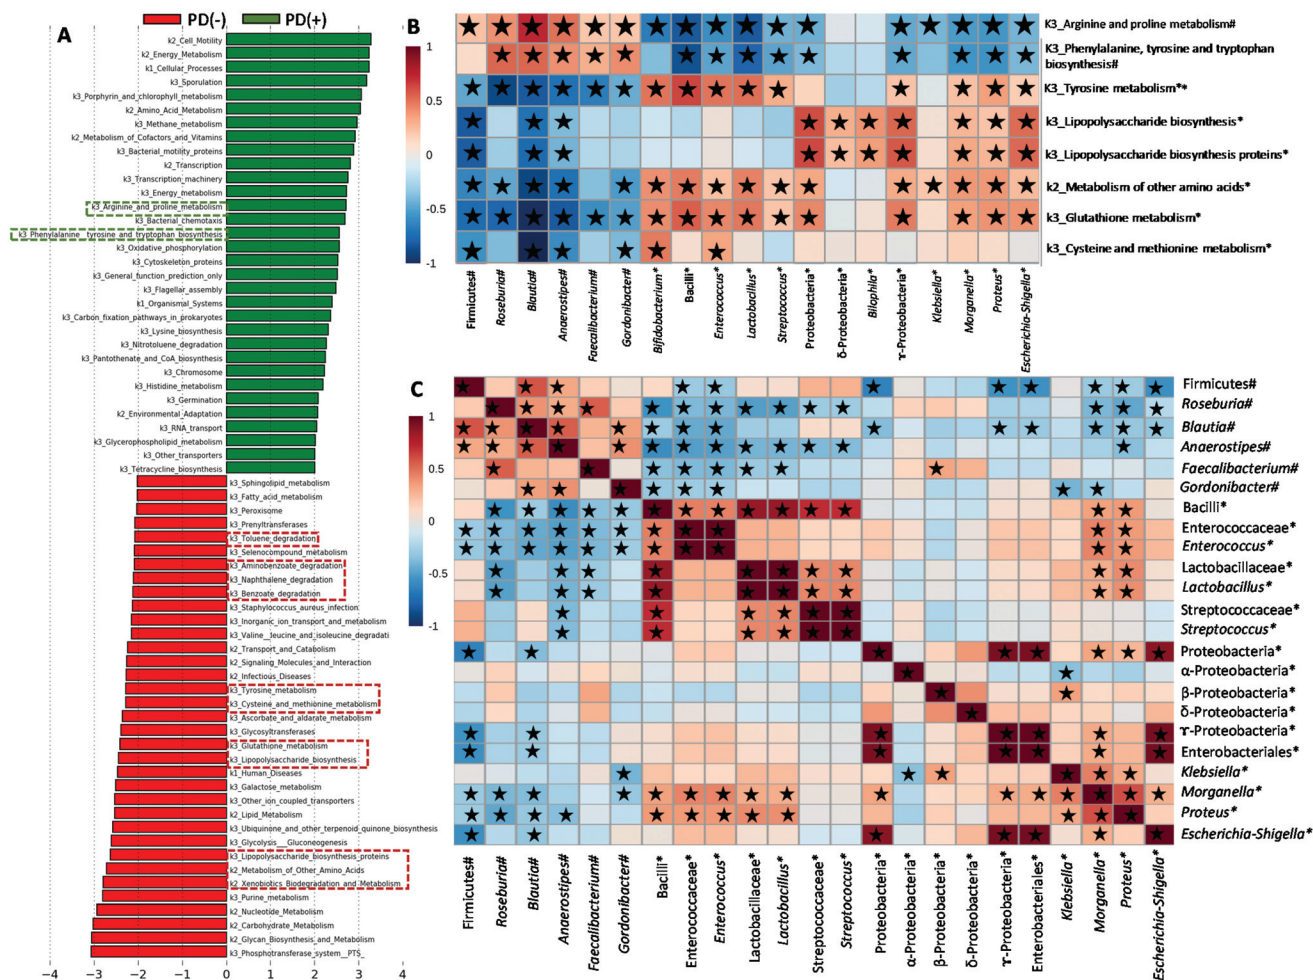 PD(-)
PD(+)
A
k2_Cell_Motility
k2_Energy_Metabolism
k1_Cellular_Processes
k3_Sporulation
k3_Porphyrin_and_chlorophyll_metabolism
k2_Amino_Acid_Metabolism
k3_Methane_metabolism
k2_Metabolism_of_Cofactors_and_Vitamins
k3_Bacterial_motility_proteins
k2_Transcription
k3_Transcription_machinery
k3_Energy_metabolism
k3_Arginine_and_proline_metabolism
k3_Bacterial_chemotaxis
k3_Phenylalanine__tyrosine_and_tryptophan_biosynthesis
k3_Oxidative_phosphorylation
k3_Cytoskeleton_proteins
k3_General_function_prediction_only
k3_Flagellar_assembly
k1_Organismal_Systems
k3_Carbon_fixation_pathways_in_prokaryotes
k3_Lysine_biosynthesis
k3_Nitrotoluene_degradation
k3_Pantothenate_and_CoA_biosynthesis
k3_Chromosome
k3_Histidine_metabolism
k3_Germination
k2_Environmental_Adaptation
k3_RNA_transport
k3_Glycerophospholipid_metabolism
k3_Other_transporters
k3_Tetracycline_biosynthesis
k3_Sphingolipid_metabolism
k3_Fatty_acid_metabolism
k3_Peroxisome
k3_Prenyltransferases
k3_Toluene_degradation
k3_Selenocompound_metabolism
k3_Aminobenzoate_degradation
k3_Naphthalene_degradation
k3_Benzoate_degradation
k3_Staphylococcus_aureus_infection
k3_Inorganic_ion_transport_and_metabolism
k3_Valine__leucine_and_isoleucine_degradati
k2_Transport_and_Catabolism
k2_Signaling_Molecules_and_Interaction
k2_Infectious_Diseases
k3_Tyrosine_metabolism
k3_Cysteine_and_methionine_metabolism
k3_Ascorbate_and_aldarate_metabolism
k3_Glycosyltransferases
k3_Glutathione_metabolism
k3_Lipopolysaccharide_biosynthesis
k1_Human_Diseases
k3_Galactose_metabolism
k3_Other_ion_coupled_transporters
k2_Lipid_Metabolism
k3_Ubiquinone_and_other_terpenoid_quinone_biosynthesis
k3_Glycolysis___Gluconeogenesis
k3_Lipopolysaccharide_biosynthesis_proteins
k2_Metabolism_of_Other_Amino_Acids
k2_Xenobiotics_Biodegradation_and_Metabolism
k3_Purine_metabolism
k2_Nucleotide_Metabolism
k2_Carbohydrate_Metabolism
k2_Glycan_Biosynthesis_and_Metabolism
k3_Phosphotransferase_system__PTS_
−4 −3 −2 −1 0 1 2 3 4
B
1
0.5
0
-0.5
-1
K3_Arginine and proline metabolism#
K3_Phenylalanine, tyrosine and tryptophan
biosynthesis#
K3_Tyrosine metabolism**
k3_Lipopolysaccharide biosynthesis*
k3_Lipopolysaccharide biosynthesis proteins*
k2_Metabolism of other amino acids*
k3_Glutathione metabolism*
k3_Cysteine and methionine metabolism*
Firmicutes#
Roseburia#
Blautia#
Anaerostipes#
Faecalibacterium#
Gordonibacter#
Bifidobacterium*
Bacilli*
Enterococcus*
Lactobacillus*
Streptococcus*
Proteobacteria*
δ-Proteobacteria*
Bilophila*
ϒ-Proteobacteria*
Klebsiella*
Morganella*
Proteus*
Escherichia-Shigella*
C
1
0.5
0
-0.5
-1
Firmicutes#
Roseburia#
Blautia#
Anaerostipes#
Faecalibacterium#
Gordonibacter#
Bacilli*
Enterococcaceae*
Enterococcus*
Lactobacillaceae*
Lactobacillus*
Streptococcaceae*
Streptococcus*
Proteobacteria*
α-Proteobacteria*
β-Proteobacteria*
δ-Proteobacteria*
ϒ-Proteobacteria*
Enterobacteriales*
Klebsiella*
Morganella*
Proteus*
Escherichia-Shigella*
Firmicutes#
Roseburia#
Blautia#
Anaerostipes#
Faecalibacterium#
Gordonibacter#
Bacilli*
Enterococcaceae*
Enterococcus*
Lactobacillaceae*
Lactobacillus*
Streptococcaceae*
Streptococcus*
Proteobacteria*
α-Proteobacteria*
β-Proteobacteria*
δ-Proteobacteria*
ϒ-Proteobacteria*
Enterobacteriales*
Klebsiella*
Morganella*
Proteus*
Escherichia-Shigella*